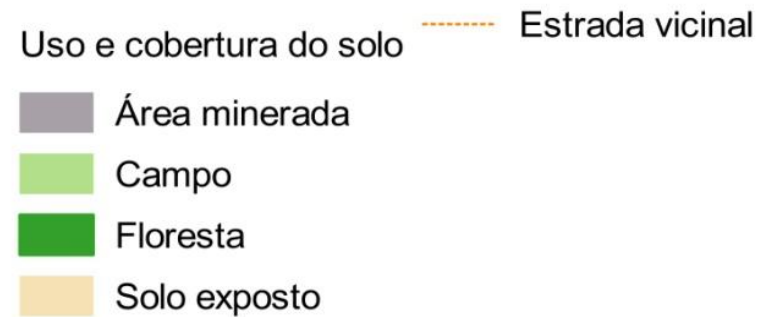 Uso e cobertura do solo
Área minerada
Campo
Floresta
Solo exposto
Estrada vicinal